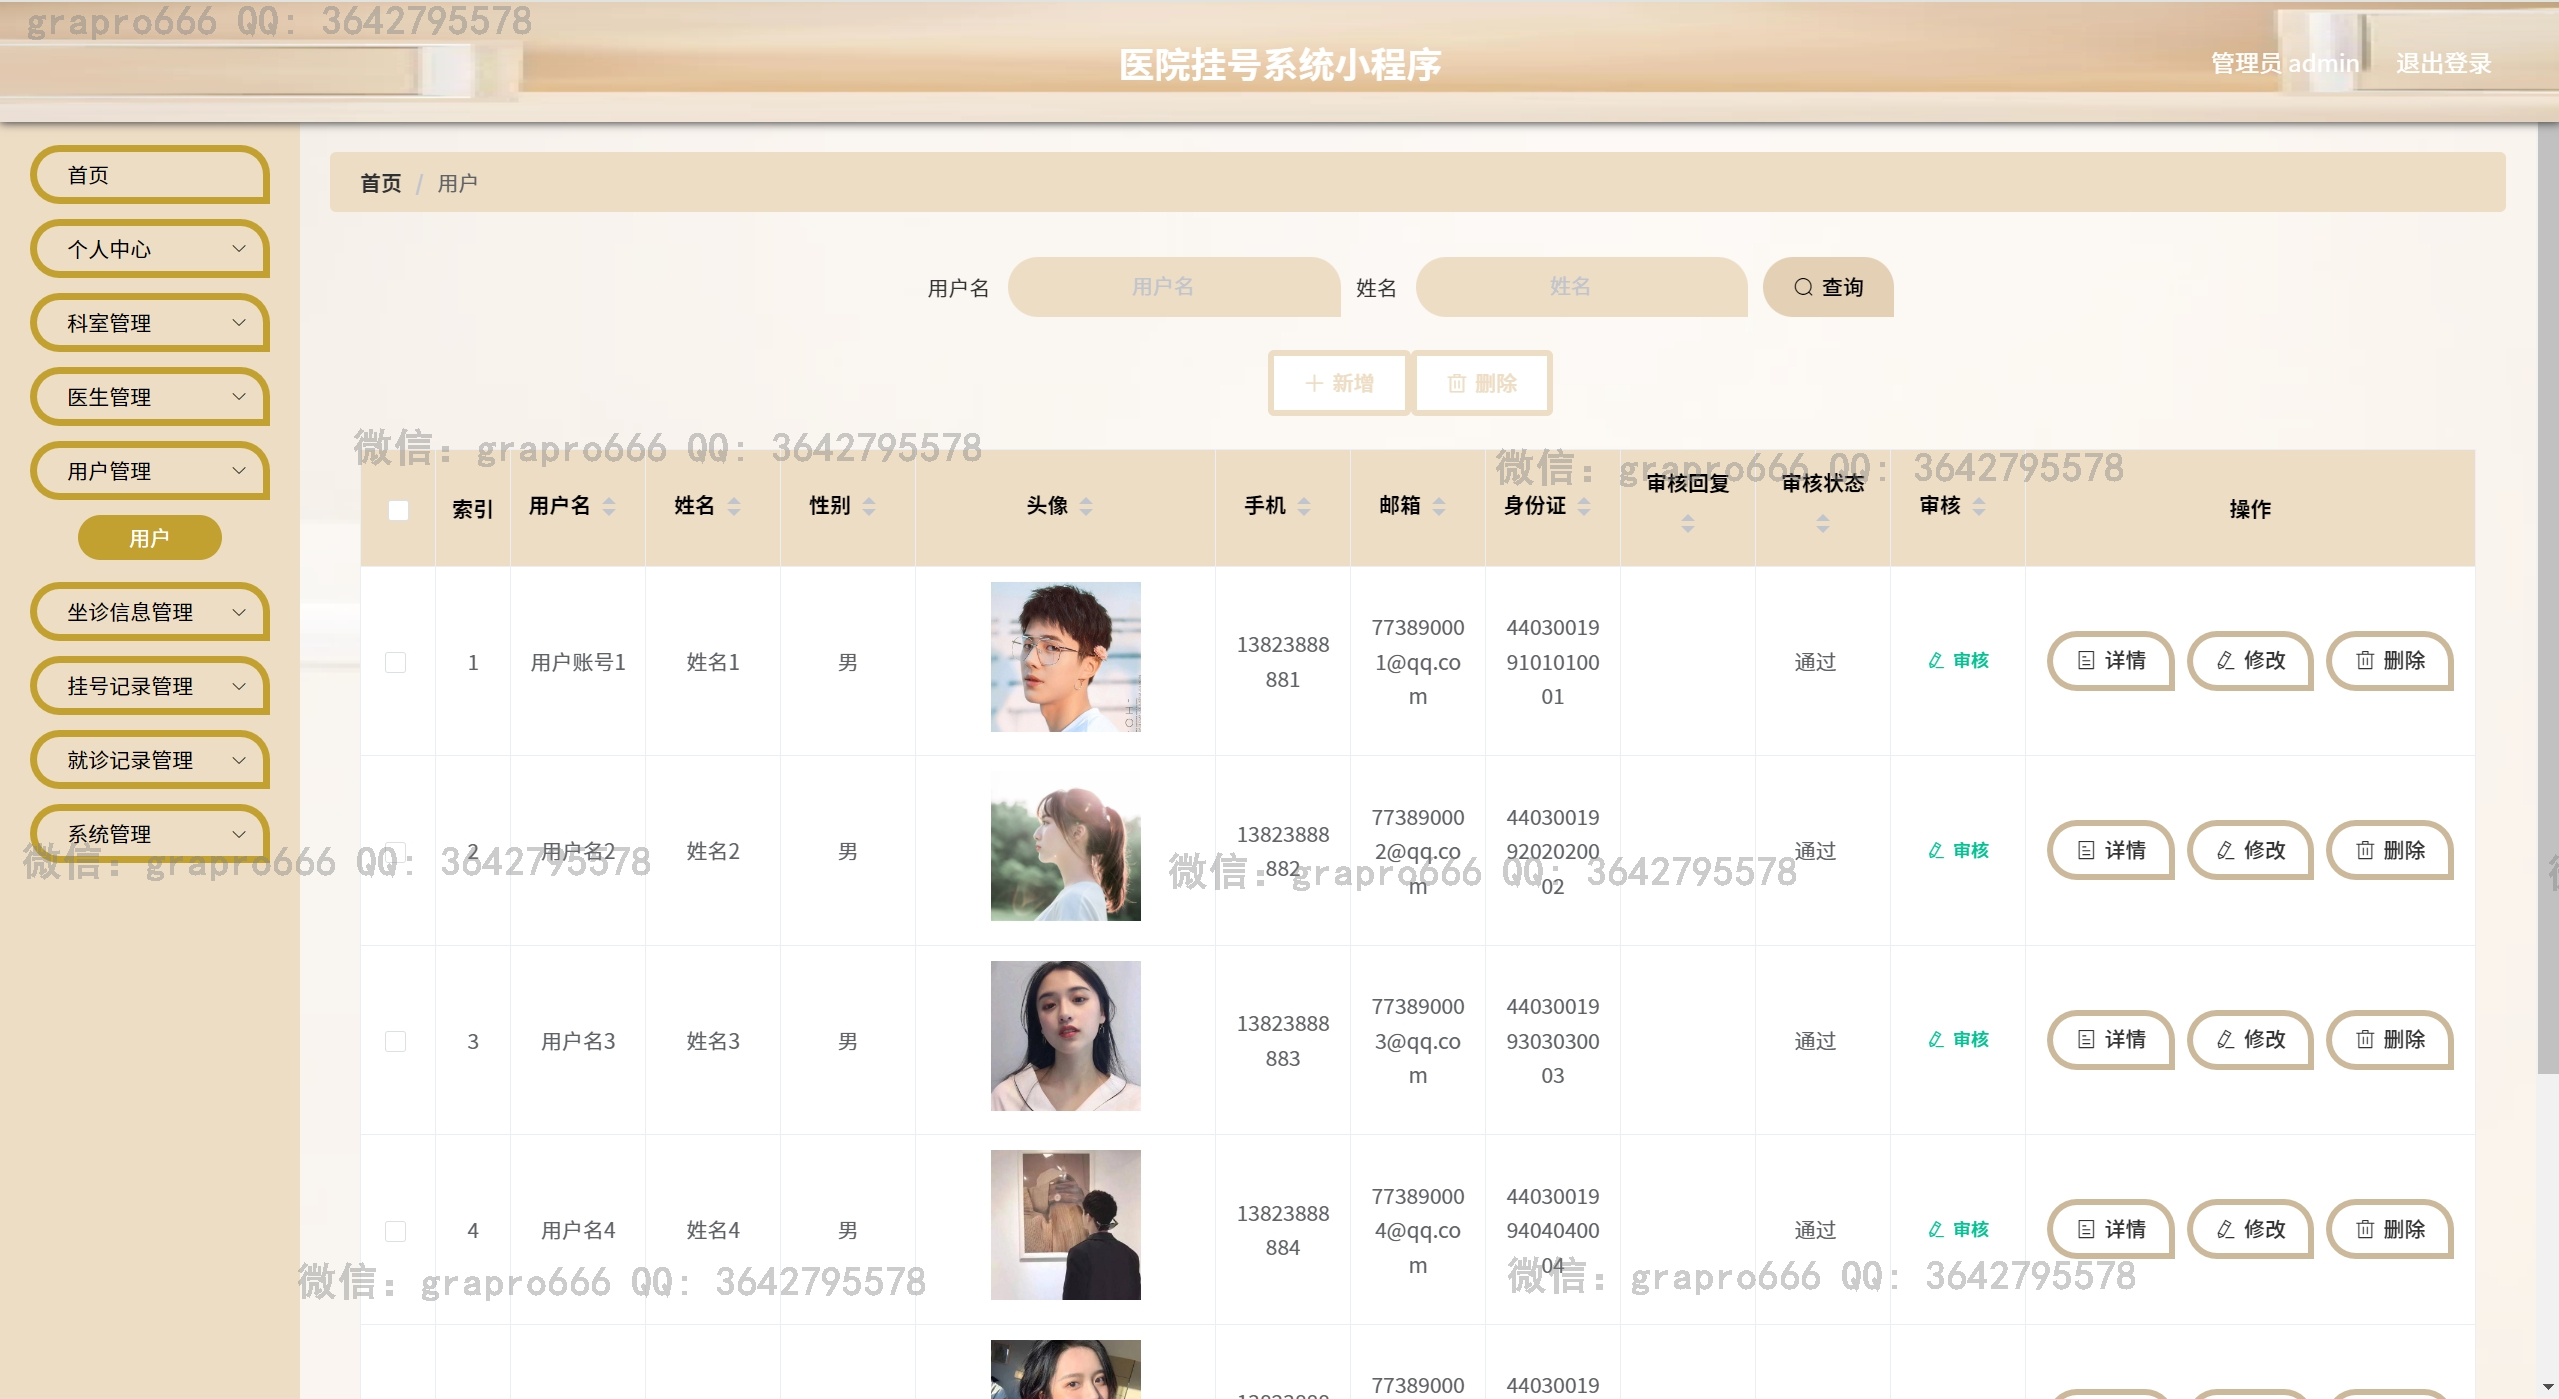 grapro666 QQ: 3642795578
医院挂号系统小程序
管理员 admin
退出登录
首页
个人中心
科室管理
医生管理
用户管理
用户
坐诊信息管理
挂号记录管理
就诊记录管理
系统管理
首页 / 用户
用户名 用户名 姓名 姓名 查询
新增 删除
微信: grapro666 QQ: 3642795578
微信: grapro666 QQ: 3642795578
索引 用户名 姓名 性别 头像 手机 邮箱 身份证 审核回复 审核状态 审核 操作
1 用户账号1 姓名1 男 13823888881 773890001@qq.com 440300199101010001 通过 审核 详情 修改 删除
2 用户名2 姓名2 男 13823888882 773890002@qq.com 440300199202020002 通过 审核 详情 修改 删除
微信: grapro666 QQ: 3642795578
微信: grapro666 QQ: 3642795578
3 用户名3 姓名3 男 13823888883 773890003@qq.com 440300199303030003 通过 审核 详情 修改 删除
4 用户名4 姓名4 男 13823888884 773890004@qq.com 440300199404040004 通过 审核 详情 修改 删除
微信: grapro666 QQ: 3642795578
微信: grapro666 QQ: 3642795578
77389000 44030019